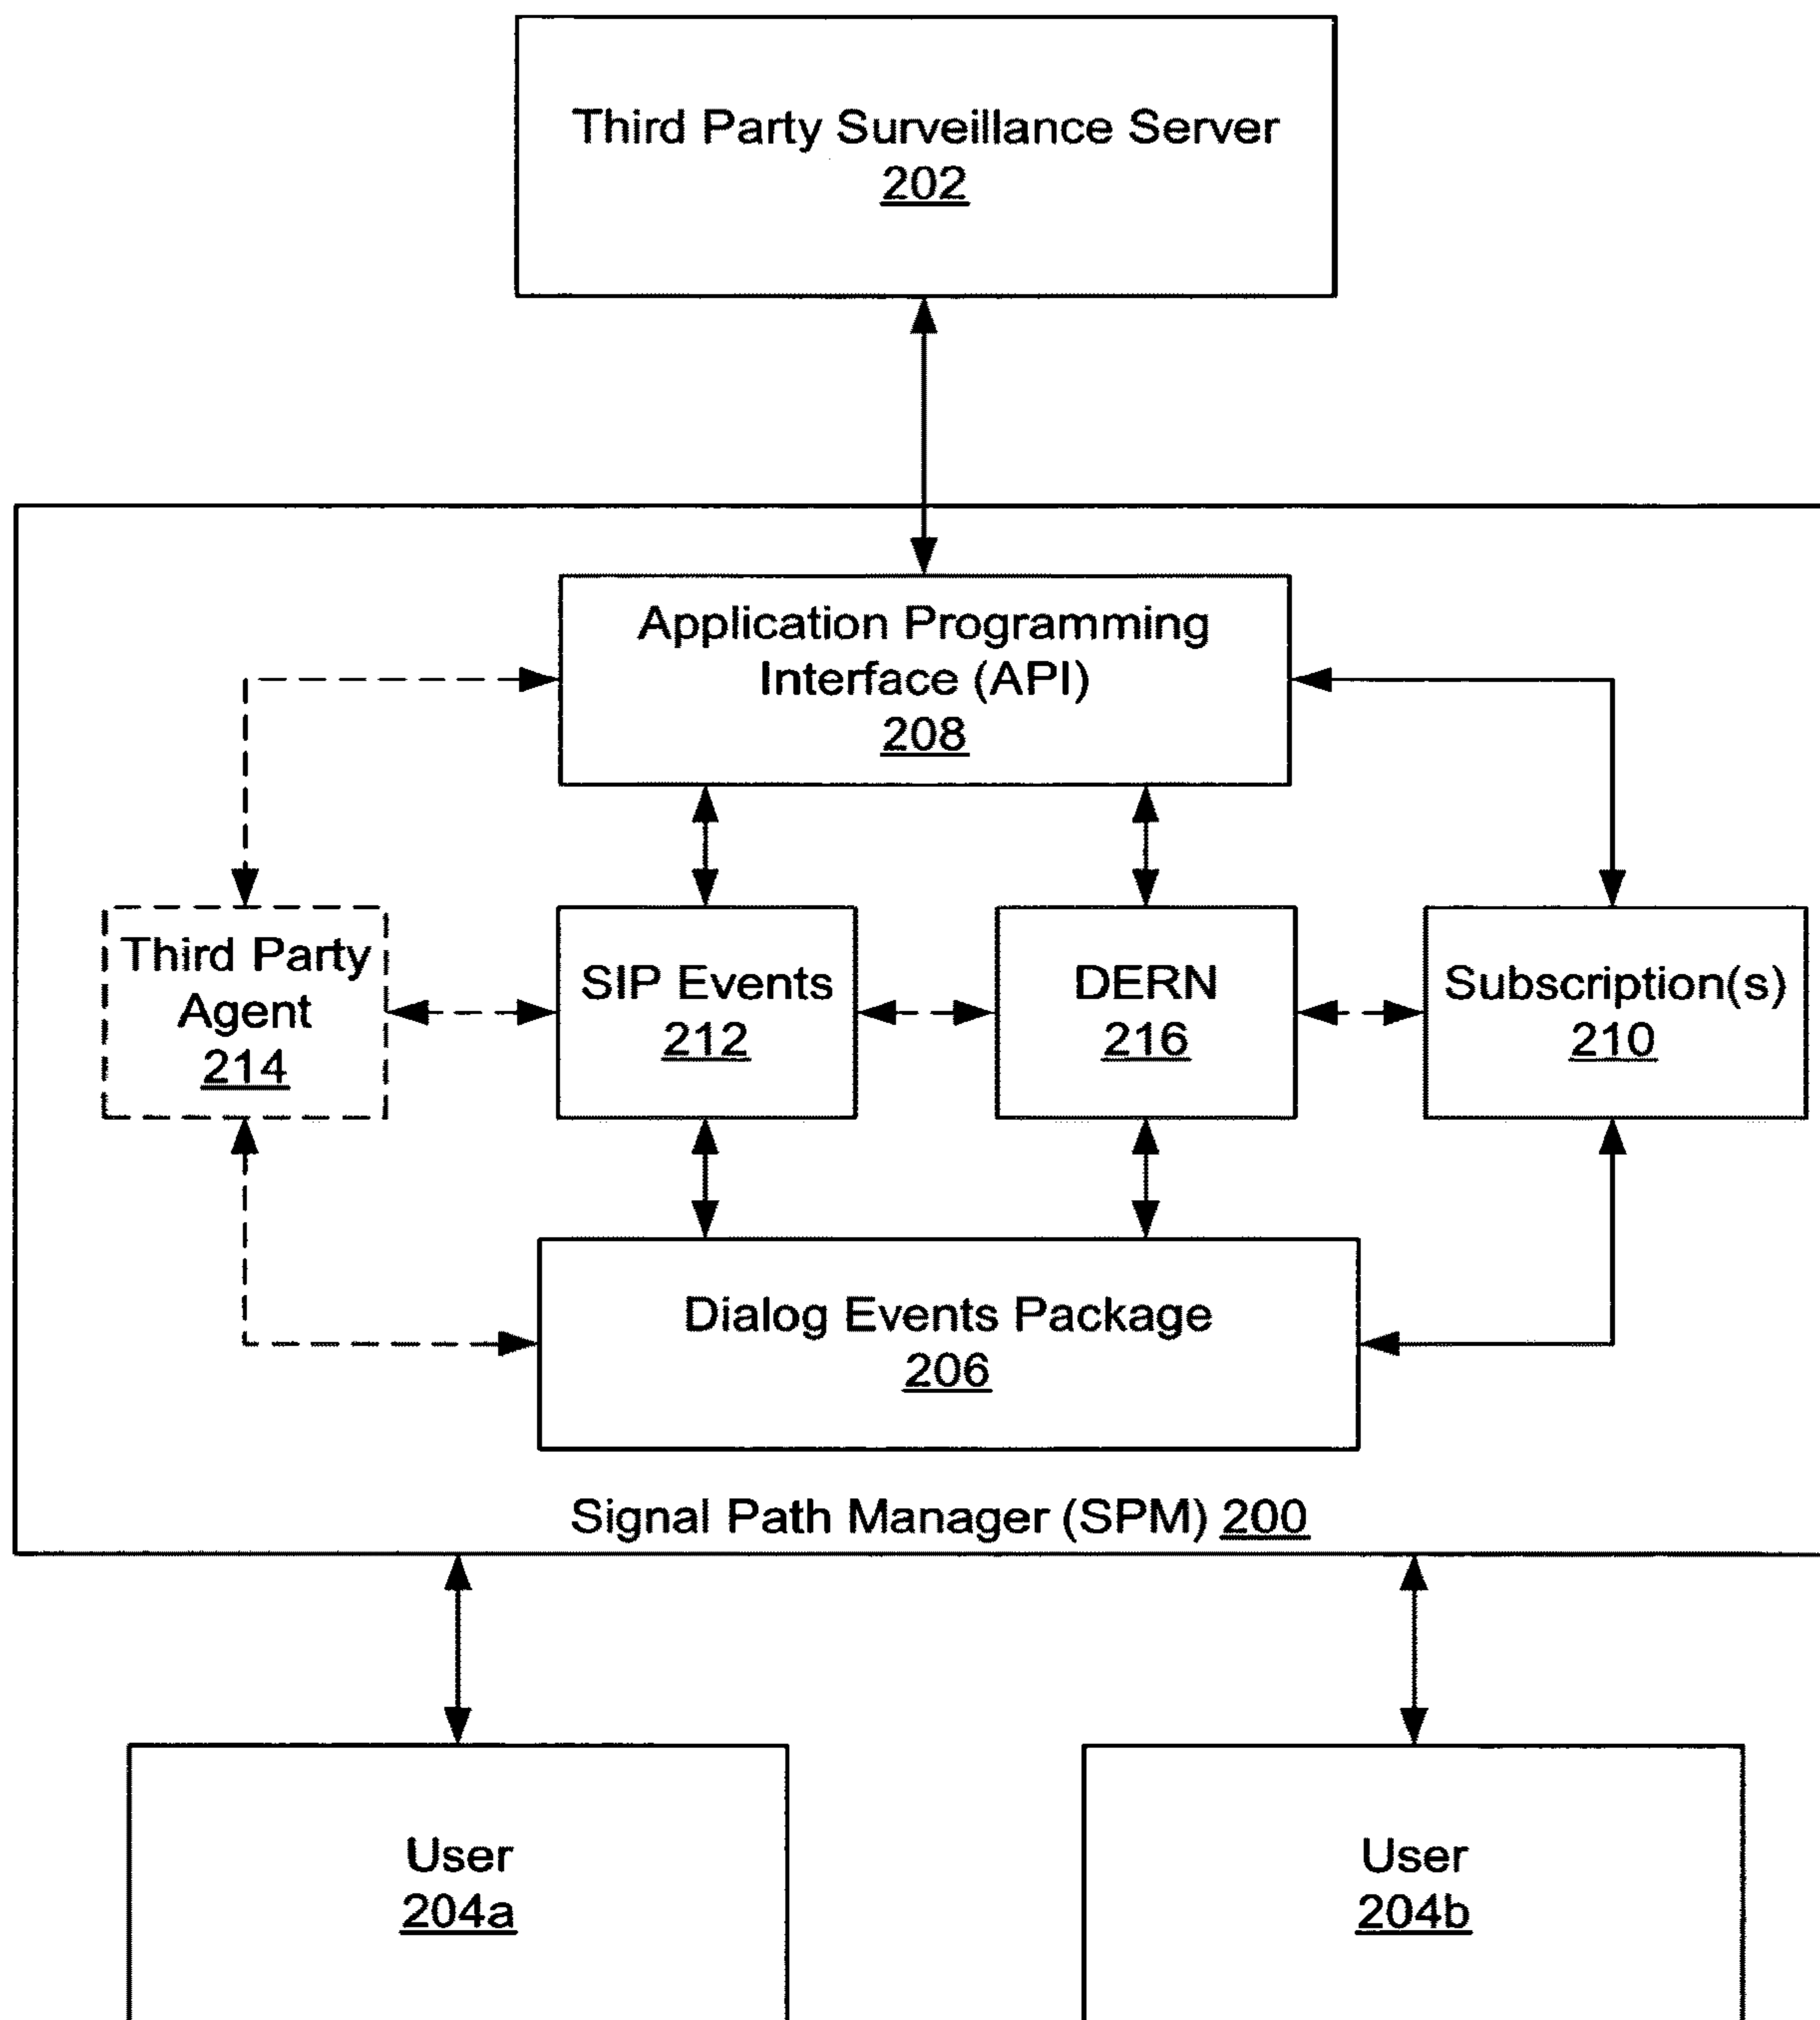 Third Party Surveillance Server
202
Application Programming
Interface (API)
208
Third Party
Agent
214
SIP Events
212
DERN
216
Subscription(s)
210
Dialog Events Package
206
Signal Path Manager (SPM) 200
User
204a
User
204b